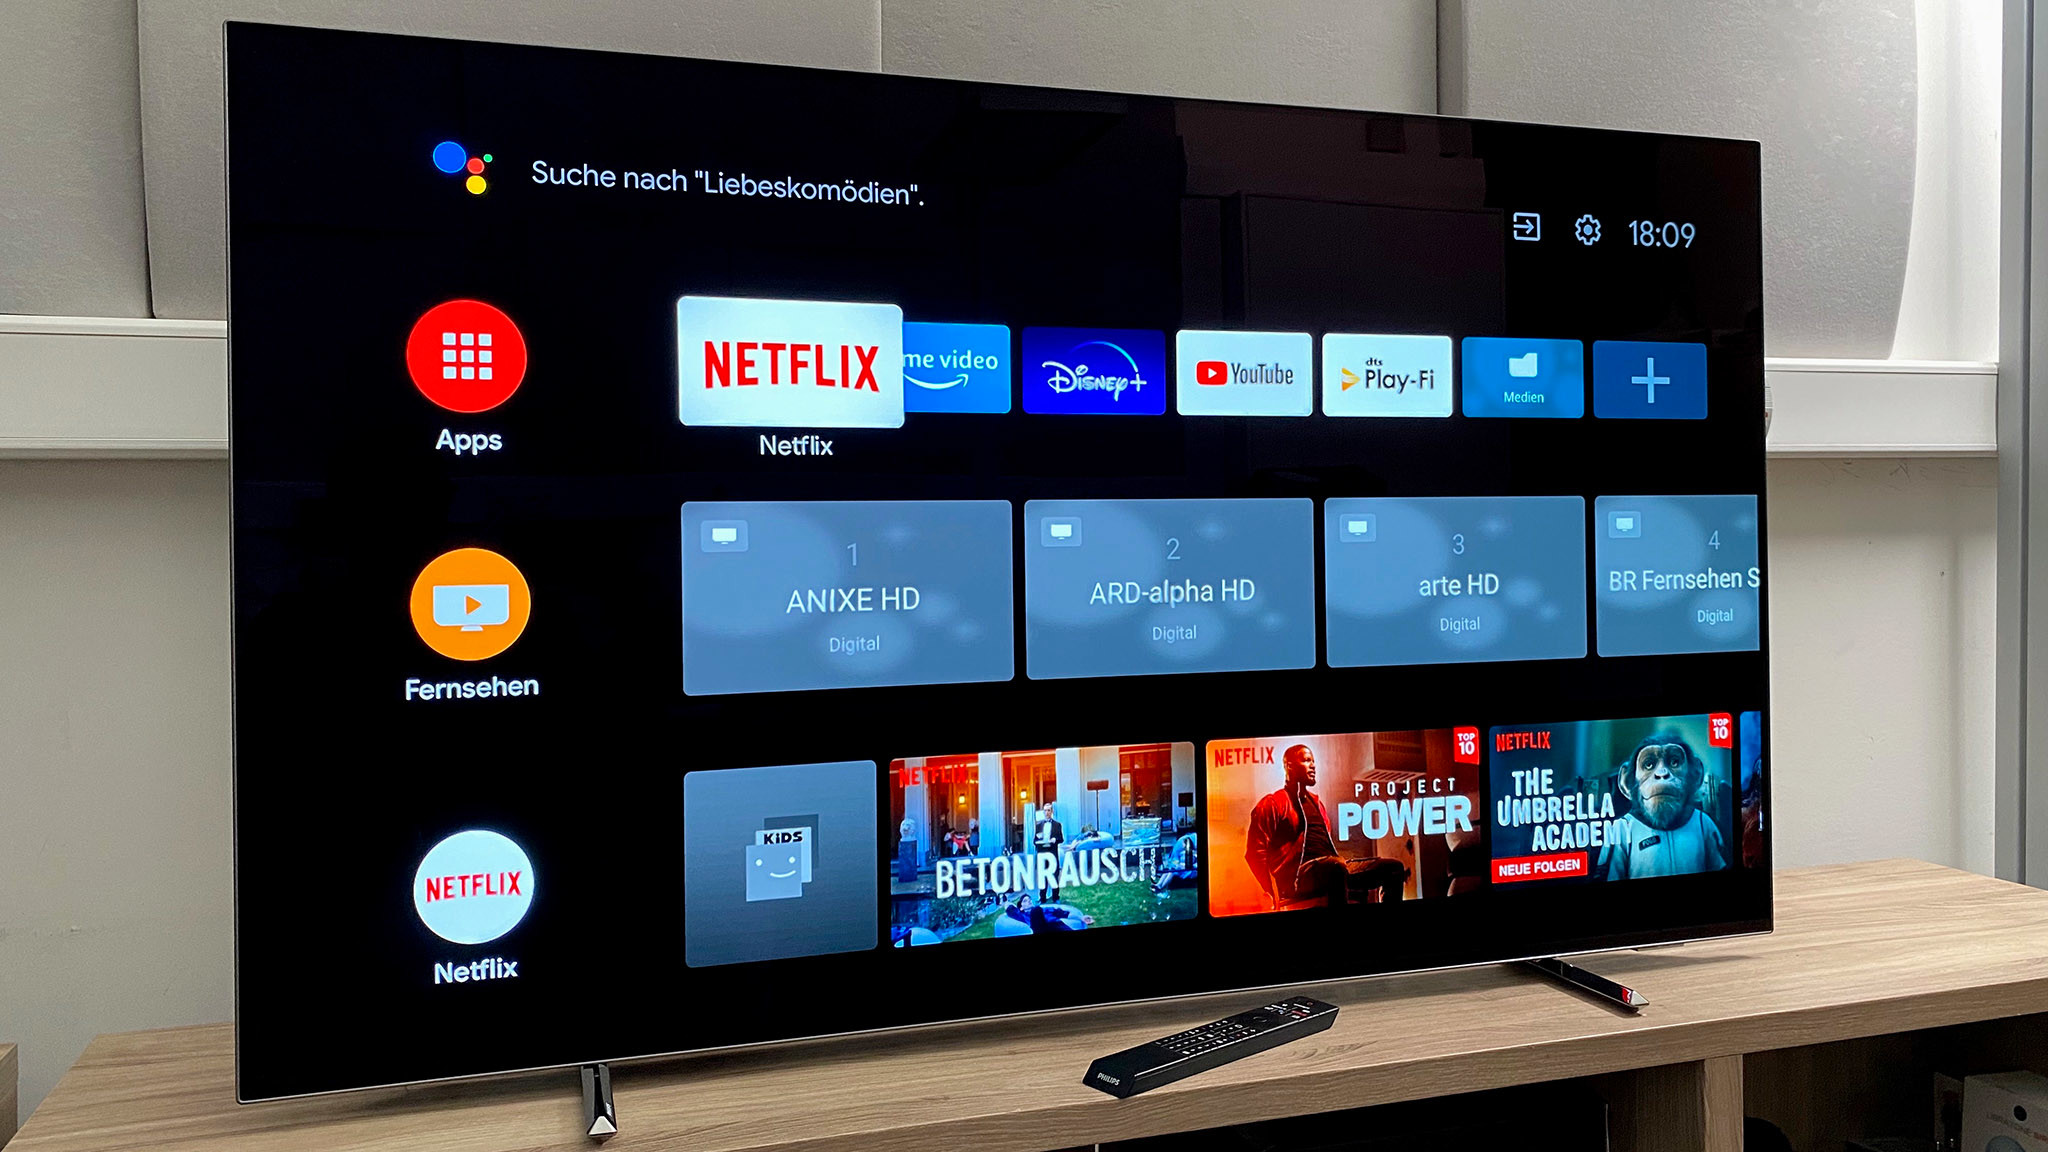 Suche nach "Liebeskomödien".
18:09
Apps
NETFLIX
me video
Disney+
YouTube
dts
Play-Fi
Medien
Netflix
Fernsehen
1
ANIXE HD
Digital
2
ARD-alpha HD
Digital
3
arte HD
Digital
4
BR Fernsehen S
Digital
NETFLIX
Netflix
KiDS
NETFLIX
BETONRAUSCH
NETFLIX
TOP
10
PROJECT
POWER
NETFLIX
TOP
10
THE
UMBRELLA
ACADEMY
NEUE FOLGEN
PHILIPS